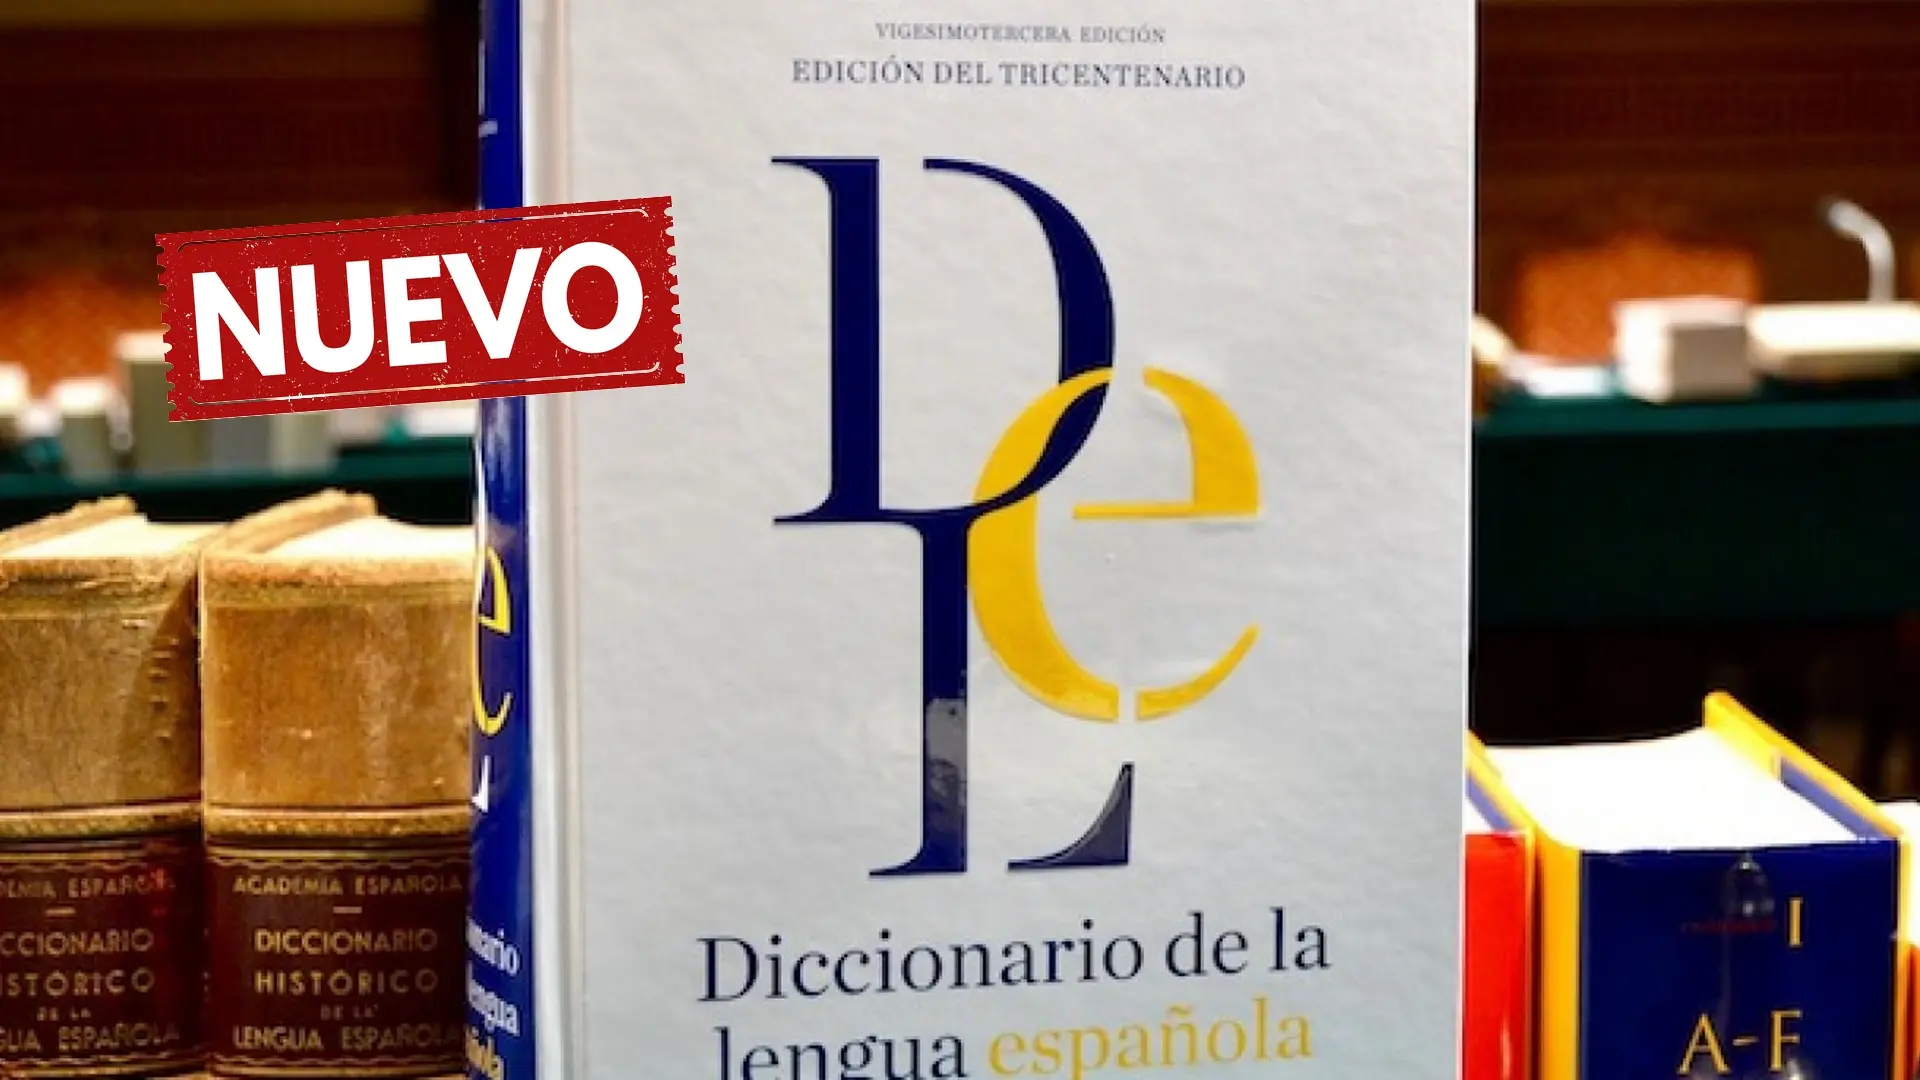 VIGESIMOTERCERA EDICIÓN
EDICIÓN DEL TRICENTENARIO
NUEVO
DLe
Diccionario de la
lengua española
ACADEMIA ESPAÑOLA
DICCIONARIO
HISTÓRICO
DE LA
LENGUA ESPAÑOLA
I
A-F